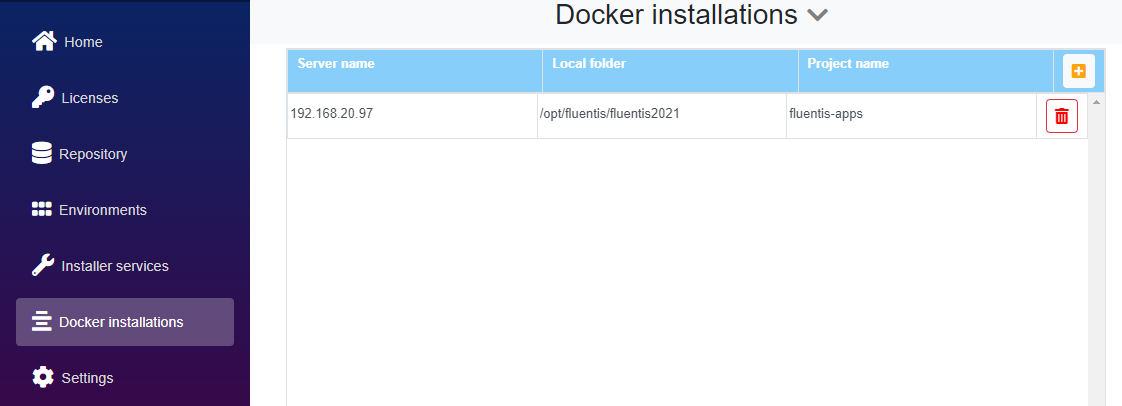 Docker installations
Home
Licenses
Repository
Environments
Installer services
Docker installations
Settings
Server name Local folder Project name
192.168.20.97 /opt/fluentis/fluentis2021 fluentis-apps